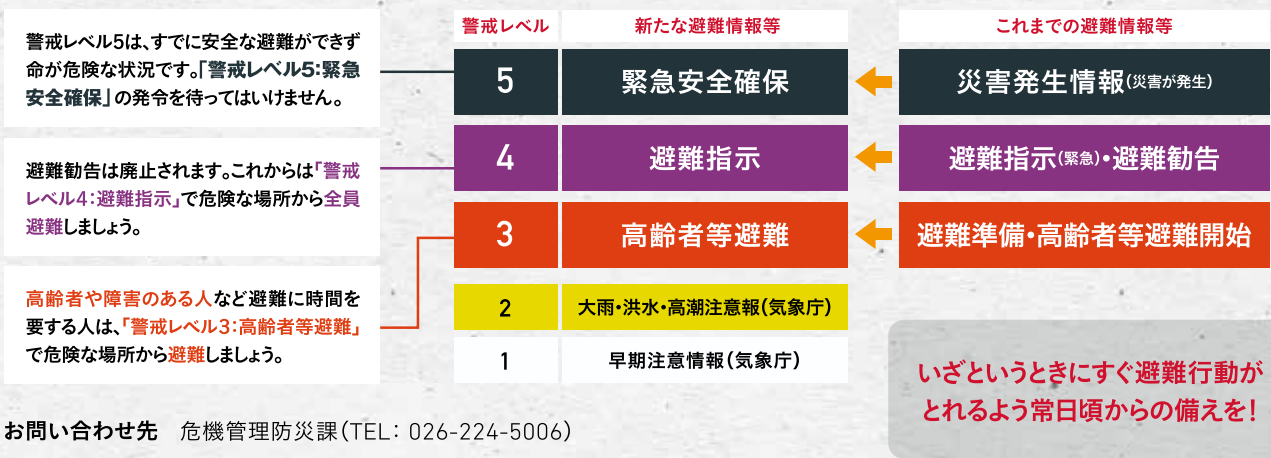 警戒レベル5は、すでに安全な避難ができず
命が危険な状況です。「警戒レベル5:緊急
安全確保」の発令を待ってはいけません。
避難勧告は廃止されます。これからは「警戒
レベル4:避難指示」で危険な場所から全員
避難しましょう。
高齢者や障害のある人など避難に時間を
要する人は、「警戒レベル3:高齢者等避難」
で危険な場所から避難しましょう。
警戒レベル 新たな避難情報等 これまでの避難情報等
5 緊急安全確保 災害発生情報(災害が発生)
4 避難指示 避難指示(緊急)・避難勧告
3 高齢者等避難 避難準備・高齢者等避難開始
2 大雨・洪水・高潮注意報(気象庁)
1 早期注意情報(気象庁)
いざというときにすぐ避難行動が
とれるよう常日頃からの備えを!
お問い合わせ先 危機管理防災課(TEL: 026-224-5006)